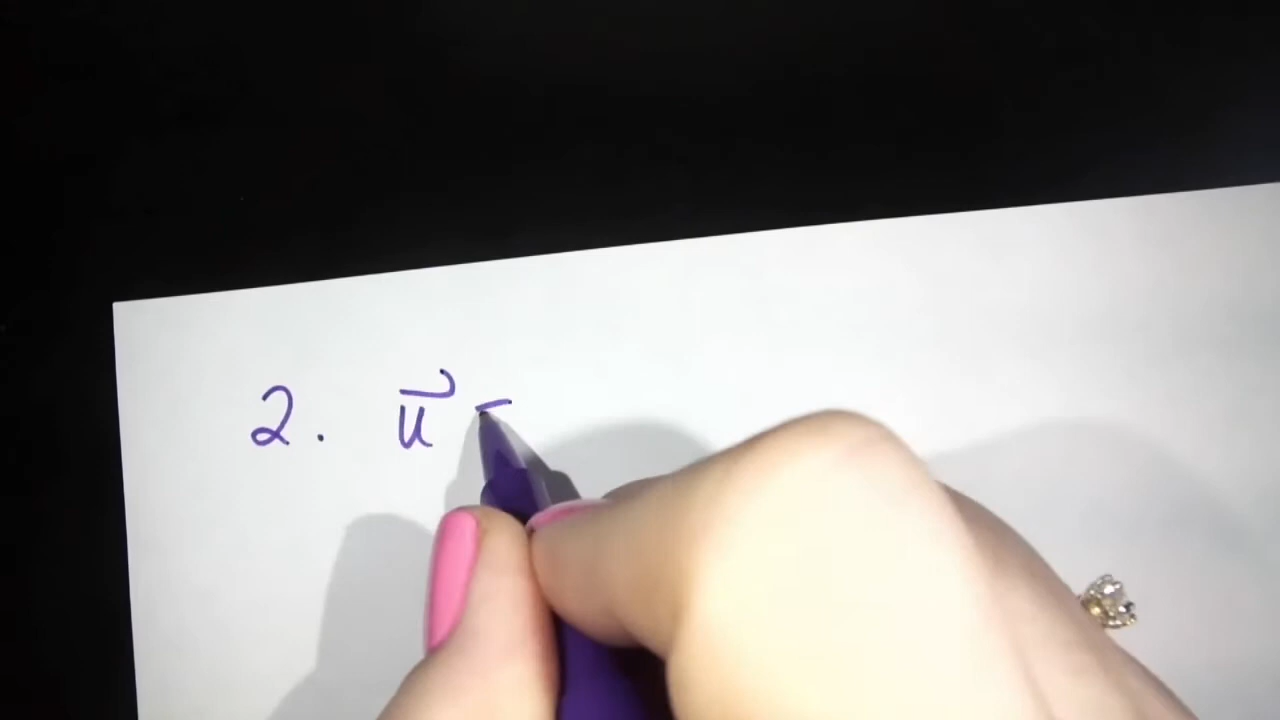 2. u⃗ =